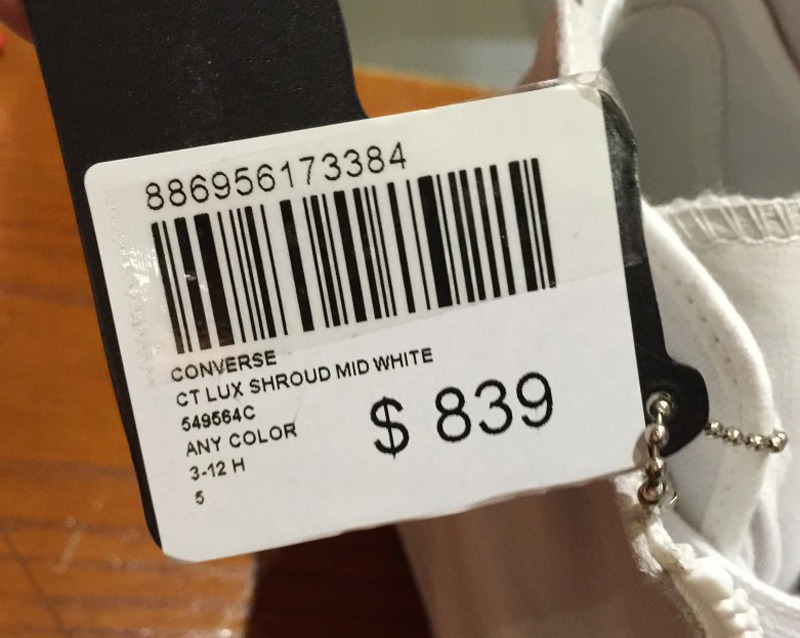 886956173384
CONVERSE
CT LUX SHROUD MID WHITE
549564C
ANY COLOR
$ 839
3-12 H
5